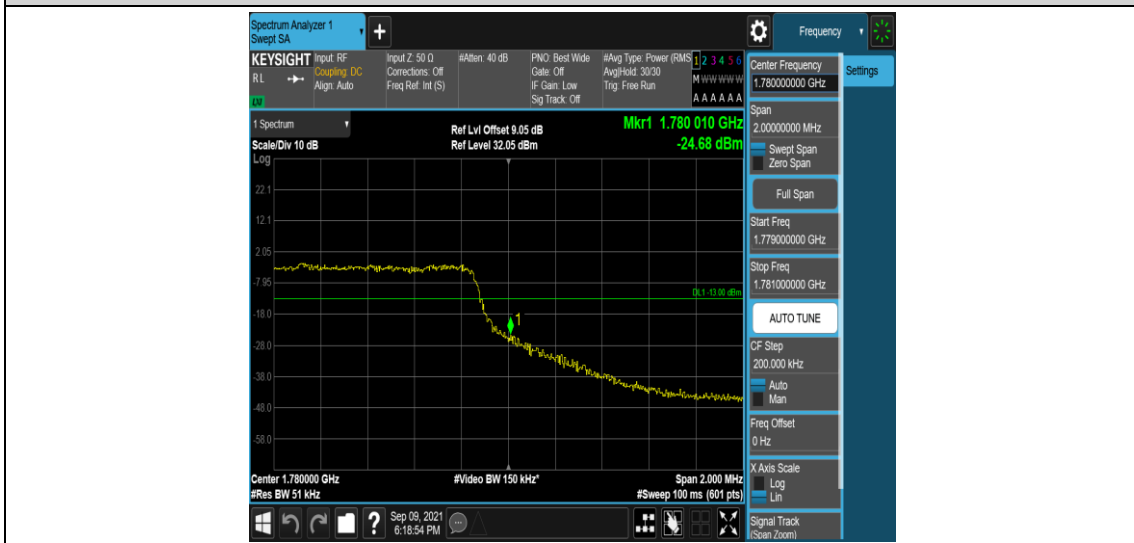 Spectrum Analyzer 1
Swept SA
+
Frequency
KEYSIGHT
RL
LXI
Input: RF
Coupling: DC
Align: Auto
Input Z: 50 Ω
Corrections: Off
Freq Ref: Int (S)
#Atten: 40 dB
PNO: Best Wide
Gate: Off
IF Gain: Low
Sig Track: Off
#Avg Type: Power (RMS
Avg|Hold: 30/30
Trig: Free Run
1 2 3 4 5 6
M W W W W W
A A A A A A
1 Spectrum
Scale/Div 10 dB
Log
Ref Lvl Offset 9.05 dB
Ref Level 32.05 dBm
Mkr1 1.780 010 GHz
-24.68 dBm
22.1
12.1
2.05
-7.95
DL1 -13.00 dBm
-18.0
1
-28.0
-38.0
-48.0
-58.0
Center 1.780000 GHz
#Res BW 51 kHz
#Video BW 150 kHz*
Span 2.000 MHz
#Sweep 100 ms (601 pts)
?
Sep 09, 2021
6:18:54 PM
Center Frequency
1.780000000 GHz
Settings
Span
2.00000000 MHz
Swept Span
Zero Span
Full Span
Start Freq
1.779000000 GHz
Stop Freq
1.781000000 GHz
AUTO TUNE
CF Step
200.000 kHz
Auto
Man
Freq Offset
0 Hz
X Axis Scale
Log
Lin
Signal Track
(Span Zoom)